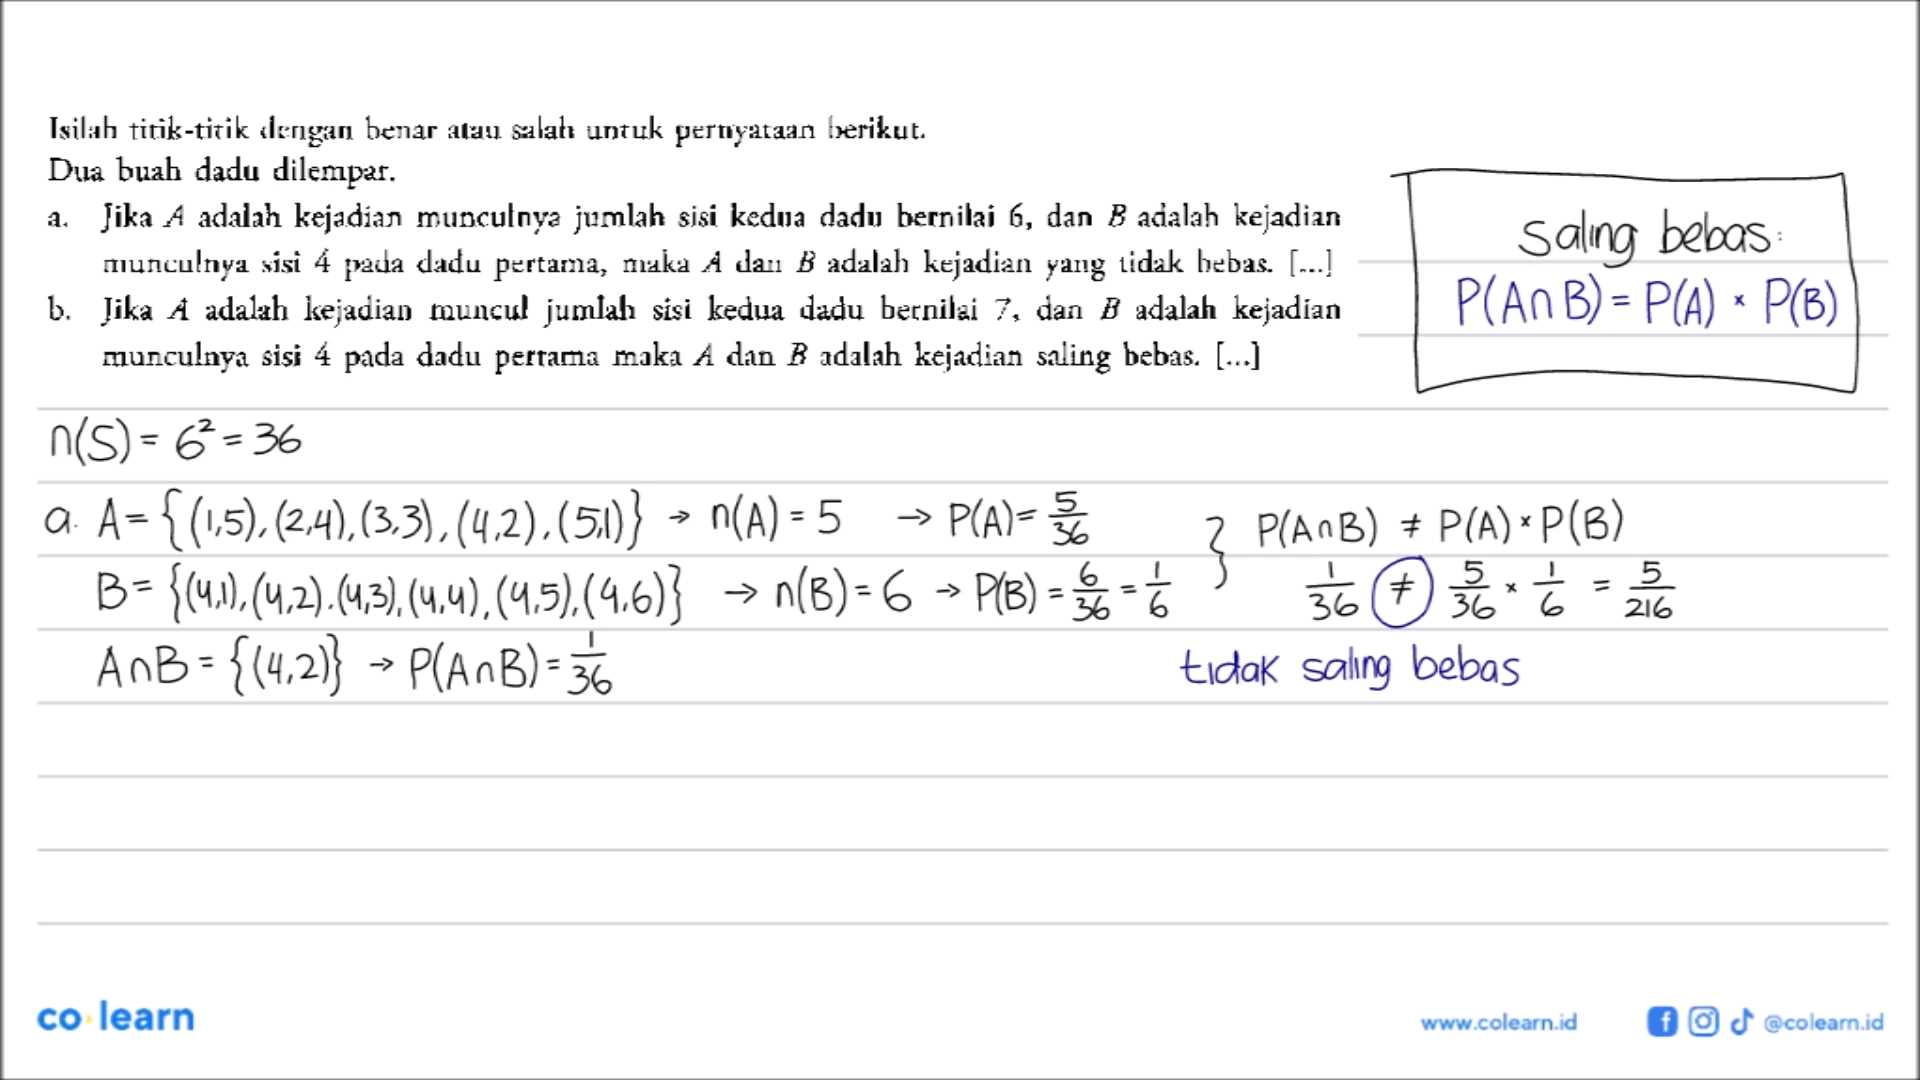 Isilah titik-titik dengan benar atau salah untuk pernyataan berikut.
Dua buah dadu dilempar.
a. Jika A adalah kejadian munculnya jumlah sisi kedua dadu bernilai 6, dan B adalah kejadian
munculnya sisi 4 pada dadu pertama, maka A dan B adalah kejadian yang tidak bebas. [...]
b. Jika A adalah kejadian muncul jumlah sisi kedua dadu bernilai 7, dan B adalah kejadian
munculnya sisi 4 pada dadu pertama maka A dan B adalah kejadian saling bebas. [...]
saling bebas:
P(A∩B) = P(A) × P(B)
n(S) = 6² = 36
a. A = {(1,5), (2,4), (3,3), (4,2), (5,1)} → n(A) = 5 → P(A) = 5/36 } P(A∩B) ≠ P(A) × P(B)
B = {(4,1), (4,2), (4,3), (4,4), (4,5), (4,6)} → n(B) = 6 → P(B) = 6/36 = 1/6 1/36 ≠ 5/36 × 1/6 = 5/216
A∩B = {(4,2)} → P(A∩B) = 1/36 tidak saling bebas
co learn
www.colearn.id @colearn.id